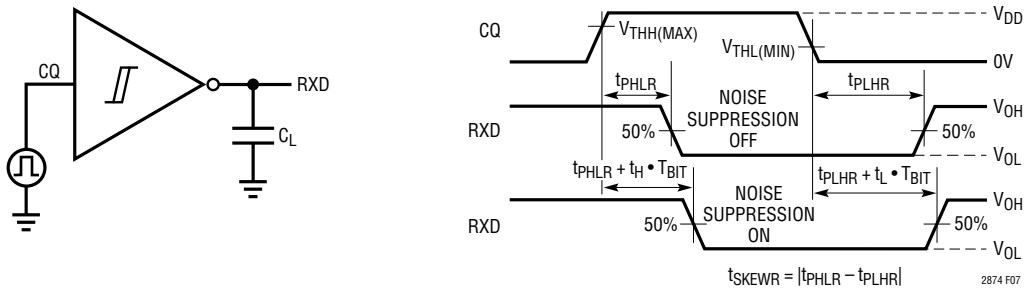 CQ
RXD
C_L
CQ
V_THH(MAX)
V_THL(MIN)
V_DD
0V
t_PHLR
t_PLHR
RXD
50%
NOISE
SUPPRESSION
OFF
50%
V_OH
V_OL
t_PHLR + t_H • T_BIT
t_PLHR + t_L • T_BIT
RXD
50%
NOISE
SUPPRESSION
ON
50%
V_OH
V_OL
t_SKEWR = |t_PHLR – t_PLHR|
2874 F07